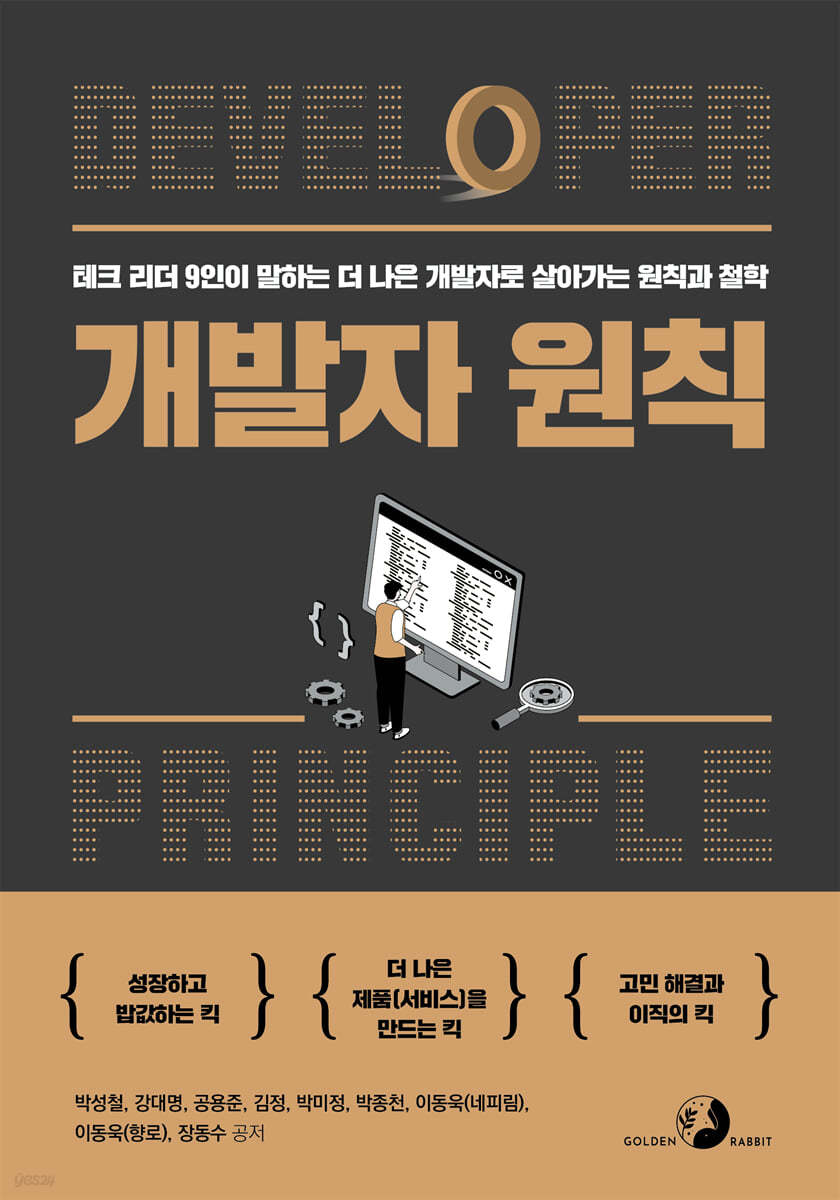 DEVELOPER
테크 리더 9인이 말하는 더 나은 개발자로 살아가는 원칙과 철학
개발자 원칙
PRINCIPLE
{ 성장하고
밥값하는 킥 }
{ 더 나은
제품(서비스)을
만드는 킥 }
{ 고민 해결과
이직의 킥 }
박성철, 강대명, 공용준, 김정, 박미정, 박종천, 이동욱(네피림),
이동욱(향로), 장동수 공저
GOLDEN RABBIT
yes24